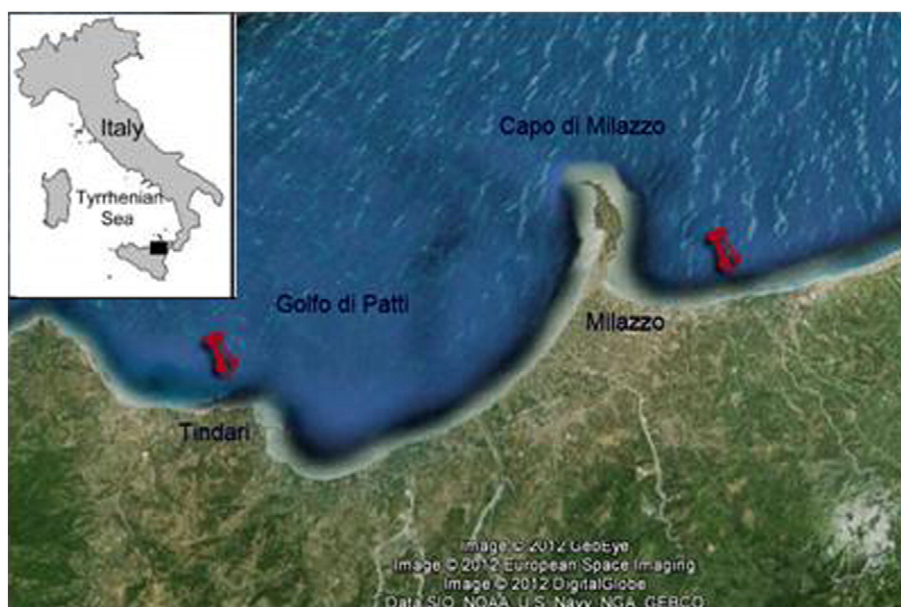 Italy
Tyrrhenian
Sea
Capo di Milazzo
Golfo di Patti
Milazzo
Tindari
Image © 2012 GeoEye
Image © 2012 European Space Imaging
Image © 2012 DigitalGlobe
Data SIO, NOAA, U.S. Navy, NGA, GEBCO